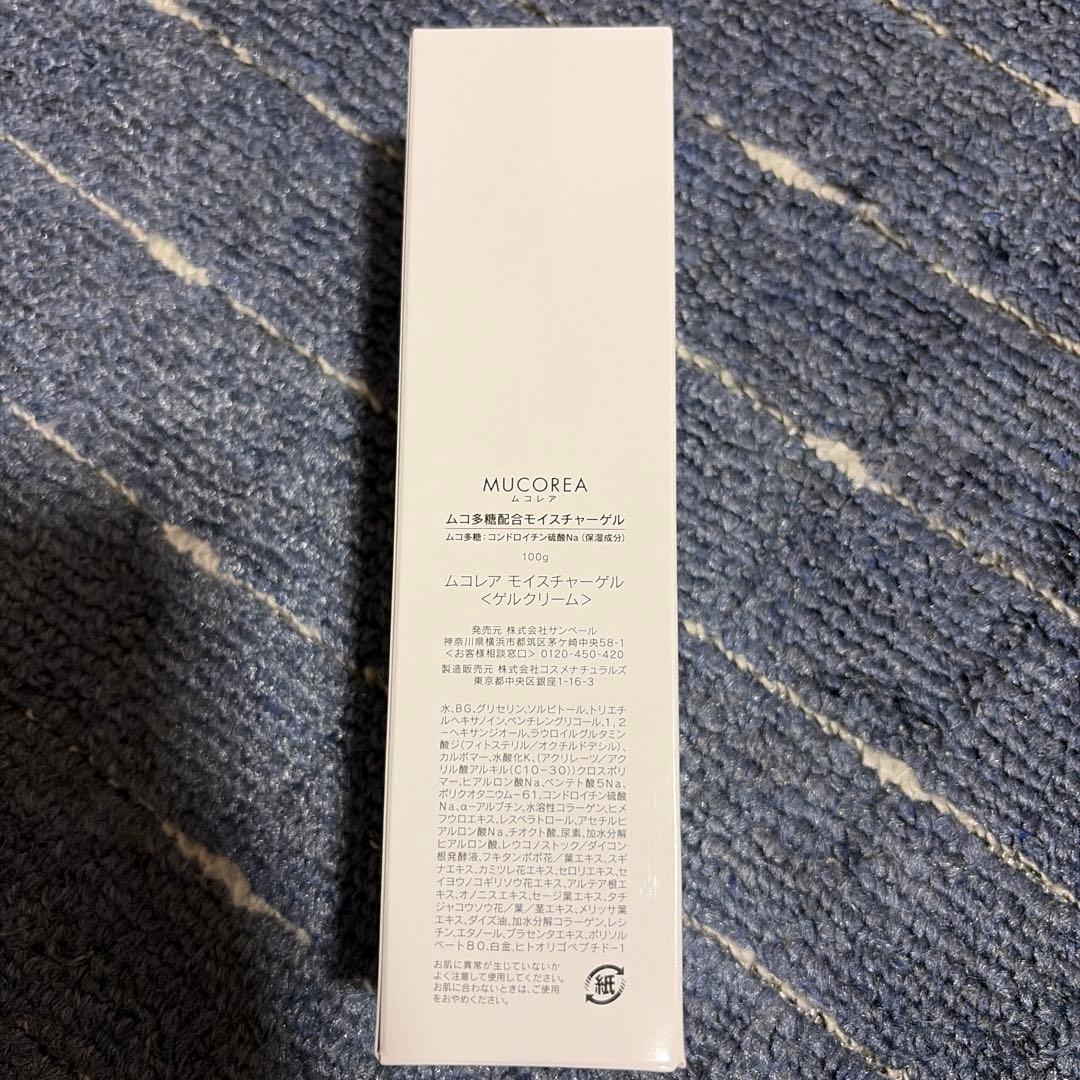 MUCOREA
ムコレア
ムコ多糖配合モイスチャーゲル
ムコ多糖：コンドロイチン硫酸Na（保湿成分）
100g
ムコレア モイスチャーゲル
＜ゲルクリーム＞
発売元 株式会社サンベール
神奈川県横浜市都筑区茅ケ崎中央58-1
＜お客様相談窓口＞ 0120-450-420
製造販売元 株式会社コスメナチュラルズ
東京都中央区銀座1-16-3
水、BG、グリセリン、ソルビトール、トリエチ
ルヘキサノイン、ペンチレングリコール、1，2
－ヘキサンジオール、ラウロイルグルタミン
酸ジ（フィトステリル／オクチルドデシル）、
カルボマー、水酸化K、（アクリレーツ／アク
リル酸アルキル（C10－30））クロスポリ
マー、ヒアルロン酸Na、ペンテト酸5Na、
ポリクオタニウム－61、コンドロイチン硫酸
Na、α－アルブチン、水溶性コラーゲン、ヒメ
フウロエキス、レスベラトロール、アセチルヒ
アルロン酸Na、チオクト酸、尿素、加水分解
ヒアルロン酸、レウコノストック／ダイコン
根発酵液、フキタンポポ花／葉エキス、スギ
ナエキス、カミツレ花エキス、セロリエキス、セ
イヨウノコギリソウ花エキス、アルテア根エ
キス、オノニスエキス、セージ葉エキス、タチ
ジャコウソウ花／葉／茎エキス、メリッサ葉
エキス、ダイズ油、加水分解コラーゲン、レシ
チン、エタノール、プラセンタエキス、ポリソル
ベート80、白金、ヒトオリゴペプチド－1
お肌に異常が生じていないか
よく注意して使用してください。
お肌に合わないときは、ご使用
をおやめください。
紙